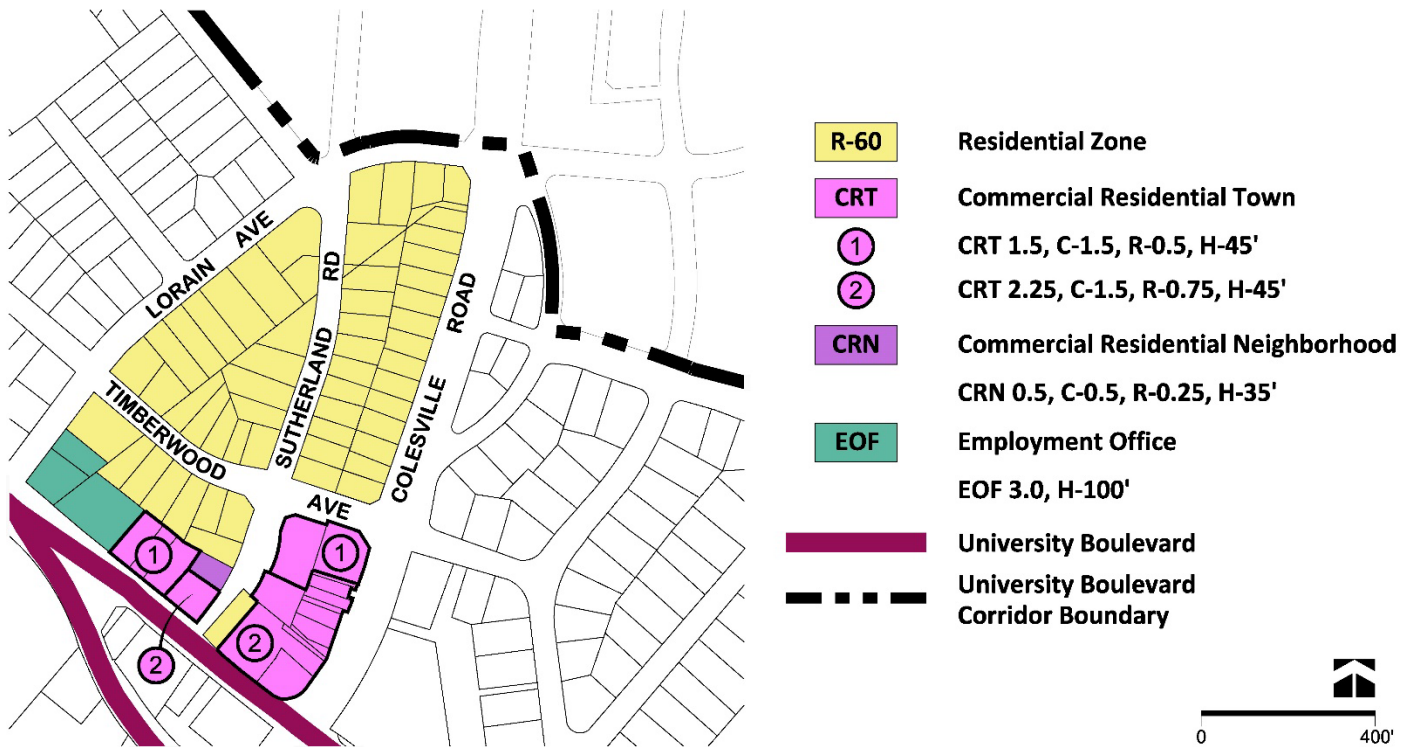 LORAIN AVE
SUTHERLAND RD
COLESVILLE ROAD
TIMBERWOOD AVE
1
1
2
2
R-60 Residential Zone
CRT Commercial Residential Town
1 CRT 1.5, C-1.5, R-0.5, H-45'
2 CRT 2.25, C-1.5, R-0.75, H-45'
CRN Commercial Residential Neighborhood
CRN 0.5, C-0.5, R-0.25, H-35'
EOF Employment Office
EOF 3.0, H-100'
University Boulevard
University Boulevard
Corridor Boundary
0 400'